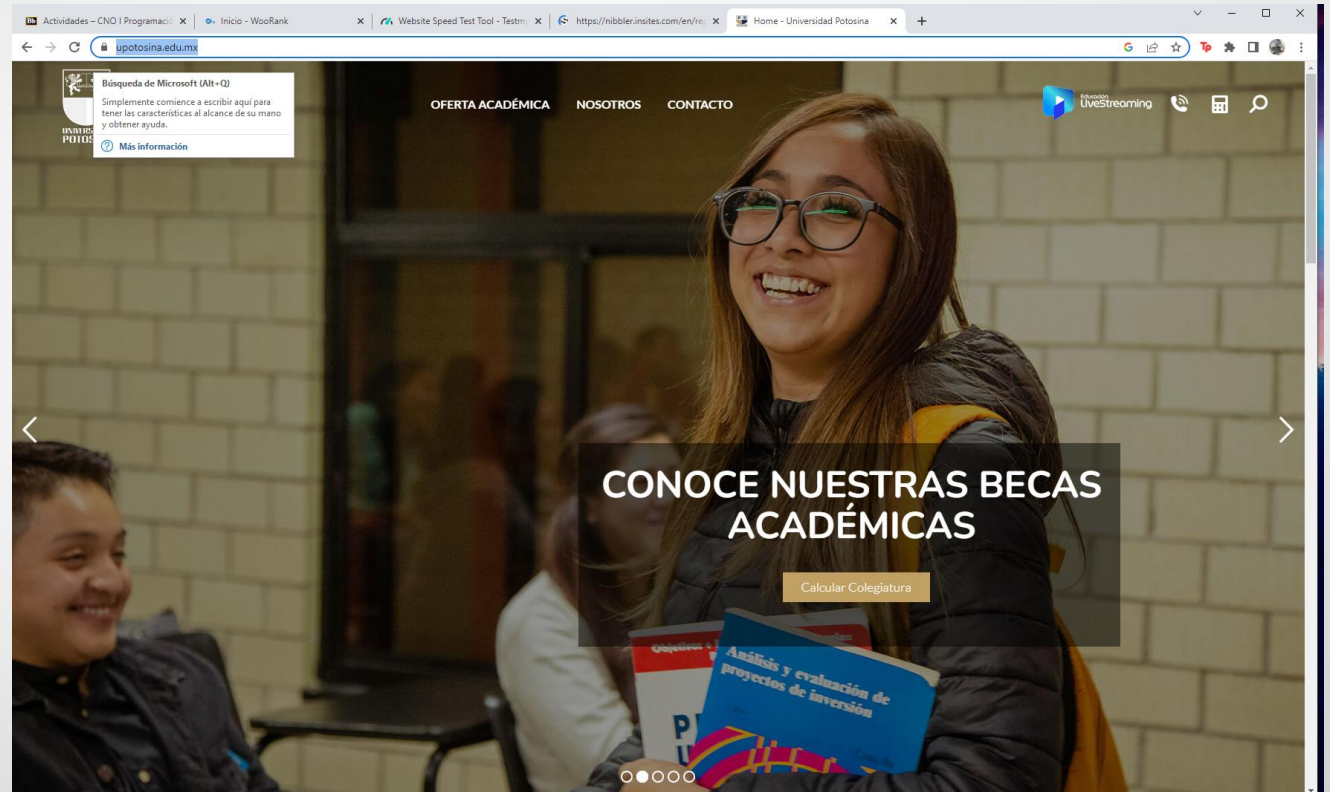 Actividades – CNO I Programació
Inicio - WooRank
Website Speed Test Tool - Testmy
https://nibbler.insites.com/en/rep
Home - Universidad Potosina
upotosina.edu.mx
Búsqueda de Microsoft (Alt+Q)
Simplemente comience a escribir aquí para
tener las características al alcance de su mano
y obtener ayuda.
Más información
OFERTA ACADÉMICA NOSOTROS CONTACTO
Educación
LiveStreaming
CONOCE NUESTRAS BECAS
ACADÉMICAS
Calcular Colegiatura
Análisis y evaluación de
proyectos de inversión